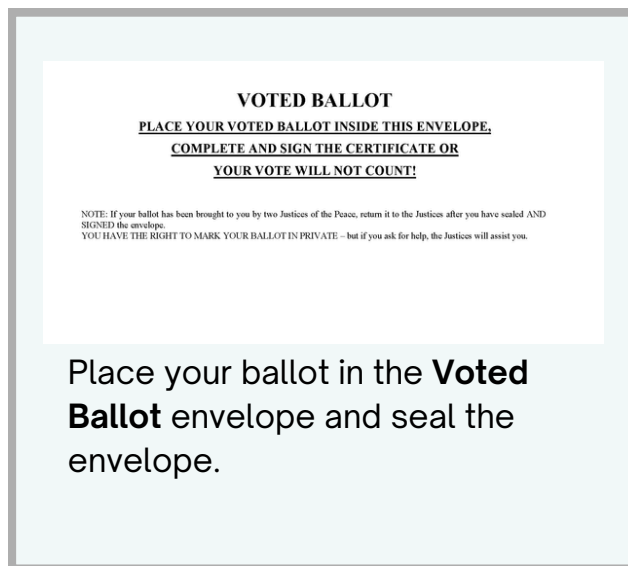 VOTED BALLOT
PLACE YOUR VOTED BALLOT INSIDE THIS ENVELOPE,
COMPLETE AND SIGN THE CERTIFICATE OR
YOUR VOTE WILL NOT COUNT!
NOTE: If your ballot has been brought to you by two Justices of the Peace, return it to the Justices after you have sealed AND
SIGNED the envelope.
YOU HAVE THE RIGHT TO MARK YOUR BALLOT IN PRIVATE – but if you ask for help, the Justices will assist you.
Place your ballot in the Voted
Ballot envelope and seal the
envelope.